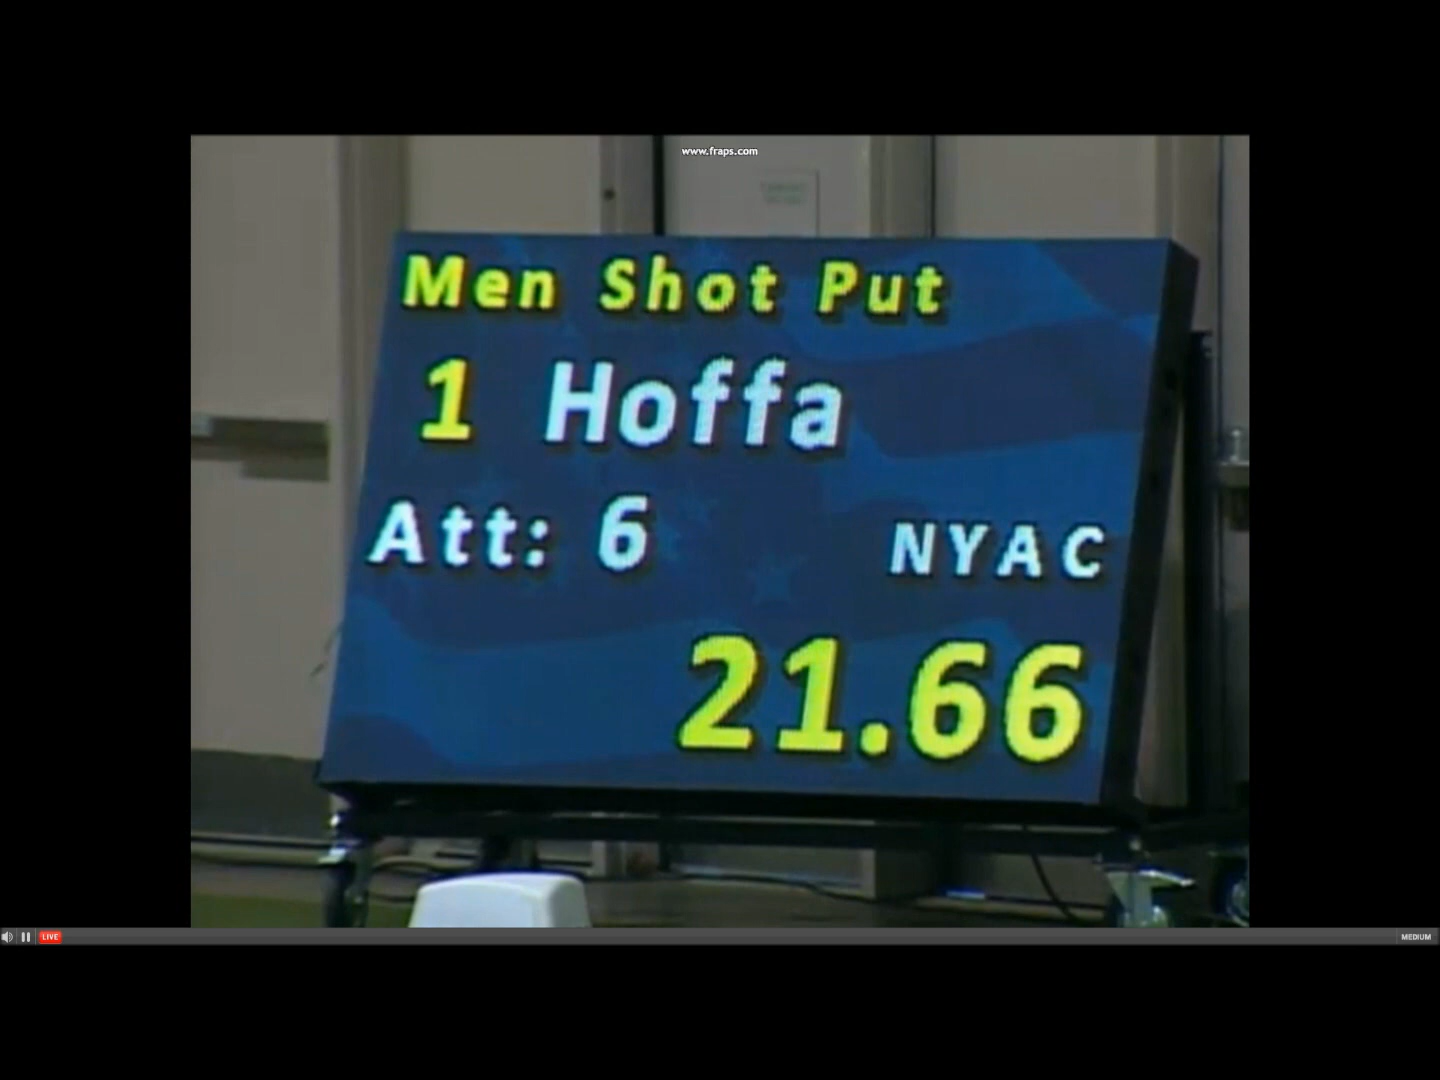 www.fraps.com
Men Shot Put
1 Hoffa
Att: 6 NYAC
21.66
LIVE
MEDIUM